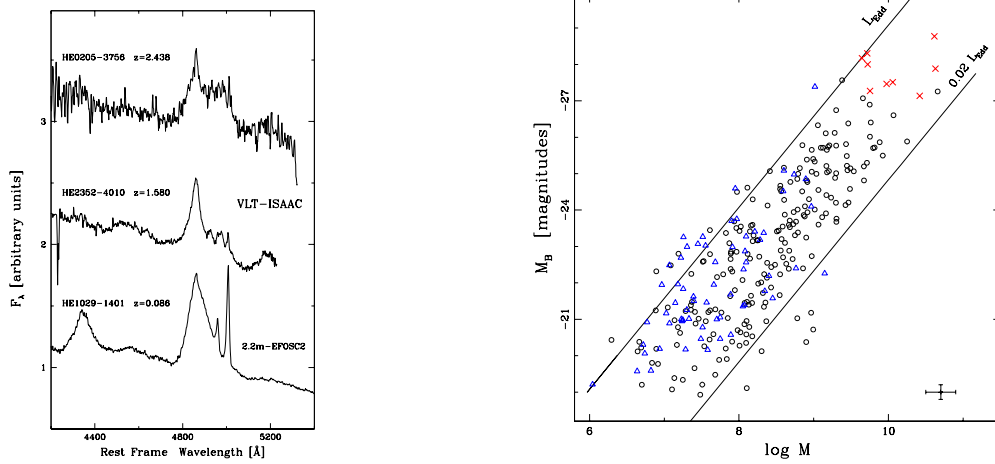 HE0205-3756 z=2.438
HE2352-4010 z=1.580
VLT-ISAAC
HE1029-1401 z=0.086
2.2m-EFOSC2
3
2
1
F_λ [arbitrary units]
4400 4800 5200
Rest Frame Wavelength [Å]
L_Edd
0.02 L_Edd
-27
-24
-21
M_B [magnitudes]
6 8 10
log M